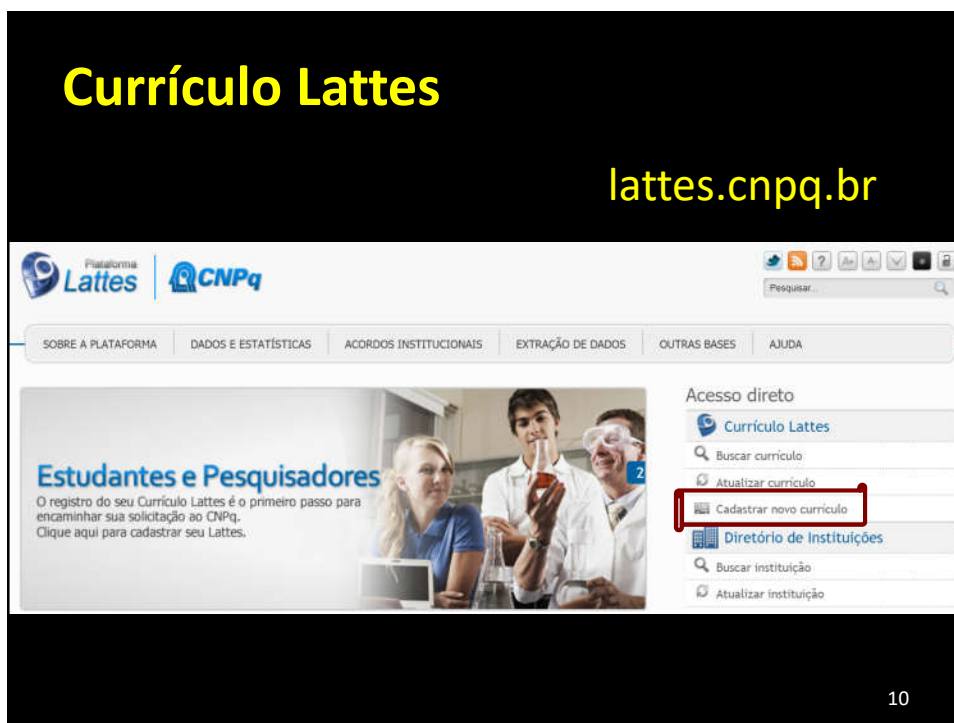 Currículo Lattes
lattes.cnpq.br
Plataforma
Lattes
CNPq
? A+ A-
Pesquisar...
SOBRE A PLATAFORMA DADOS E ESTATÍSTICAS ACORDOS INSTITUCIONAIS EXTRAÇÃO DE DADOS OUTRAS BASES AJUDA
Estudantes e Pesquisadores
O registro do seu Currículo Lattes é o primeiro passo para
encaminhar sua solicitação ao CNPq.
Clique aqui para cadastrar seu Lattes.
2
Acesso direto
Currículo Lattes
Buscar currículo
Atualizar currículo
Cadastrar novo currículo
Diretório de Instituições
Buscar instituição
Atualizar instituição
10